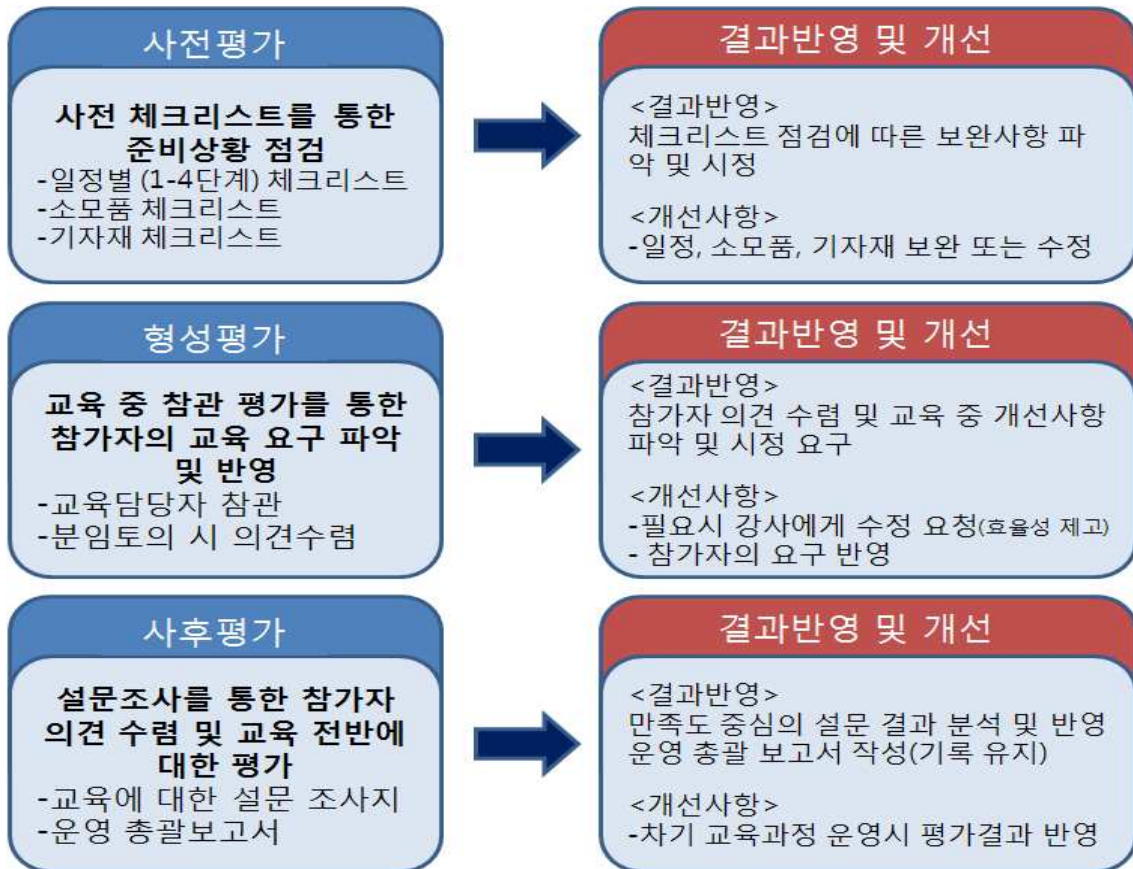 사전평가
사전 체크리스트를 통한
준비상황 점검
-일정별 (1-4단계) 체크리스트
-소모품 체크리스트
-기자재 체크리스트
결과반영 및 개선
<결과반영>
체크리스트 점검에 따른 보완사항 파
악 및 시정
<개선사항>
-일정, 소모품, 기자재 보완 또는 수정
형성평가
교육 중 참관 평가를 통한
참가자의 교육 요구 파악
및 반영
-교육담당자 참관
-분임토의 시 의견수렴
결과반영 및 개선
<결과반영>
참가자 의견 수렴 및 교육 중 개선사항
파악 및 시정 요구
<개선사항>
-필요시 강사에게 수정 요청(효율성 제고)
- 참가자의 요구 반영
사후평가
설문조사를 통한 참가자
의견 수렴 및 교육 전반에
대한 평가
-교육에 대한 설문 조사지
-운영 총괄보고서
결과반영 및 개선
<결과반영>
만족도 중심의 설문 결과 분석 및 반영
운영 총괄 보고서 작성(기록 유지)
<개선사항>
-차기 교육과정 운영시 평가결과 반영